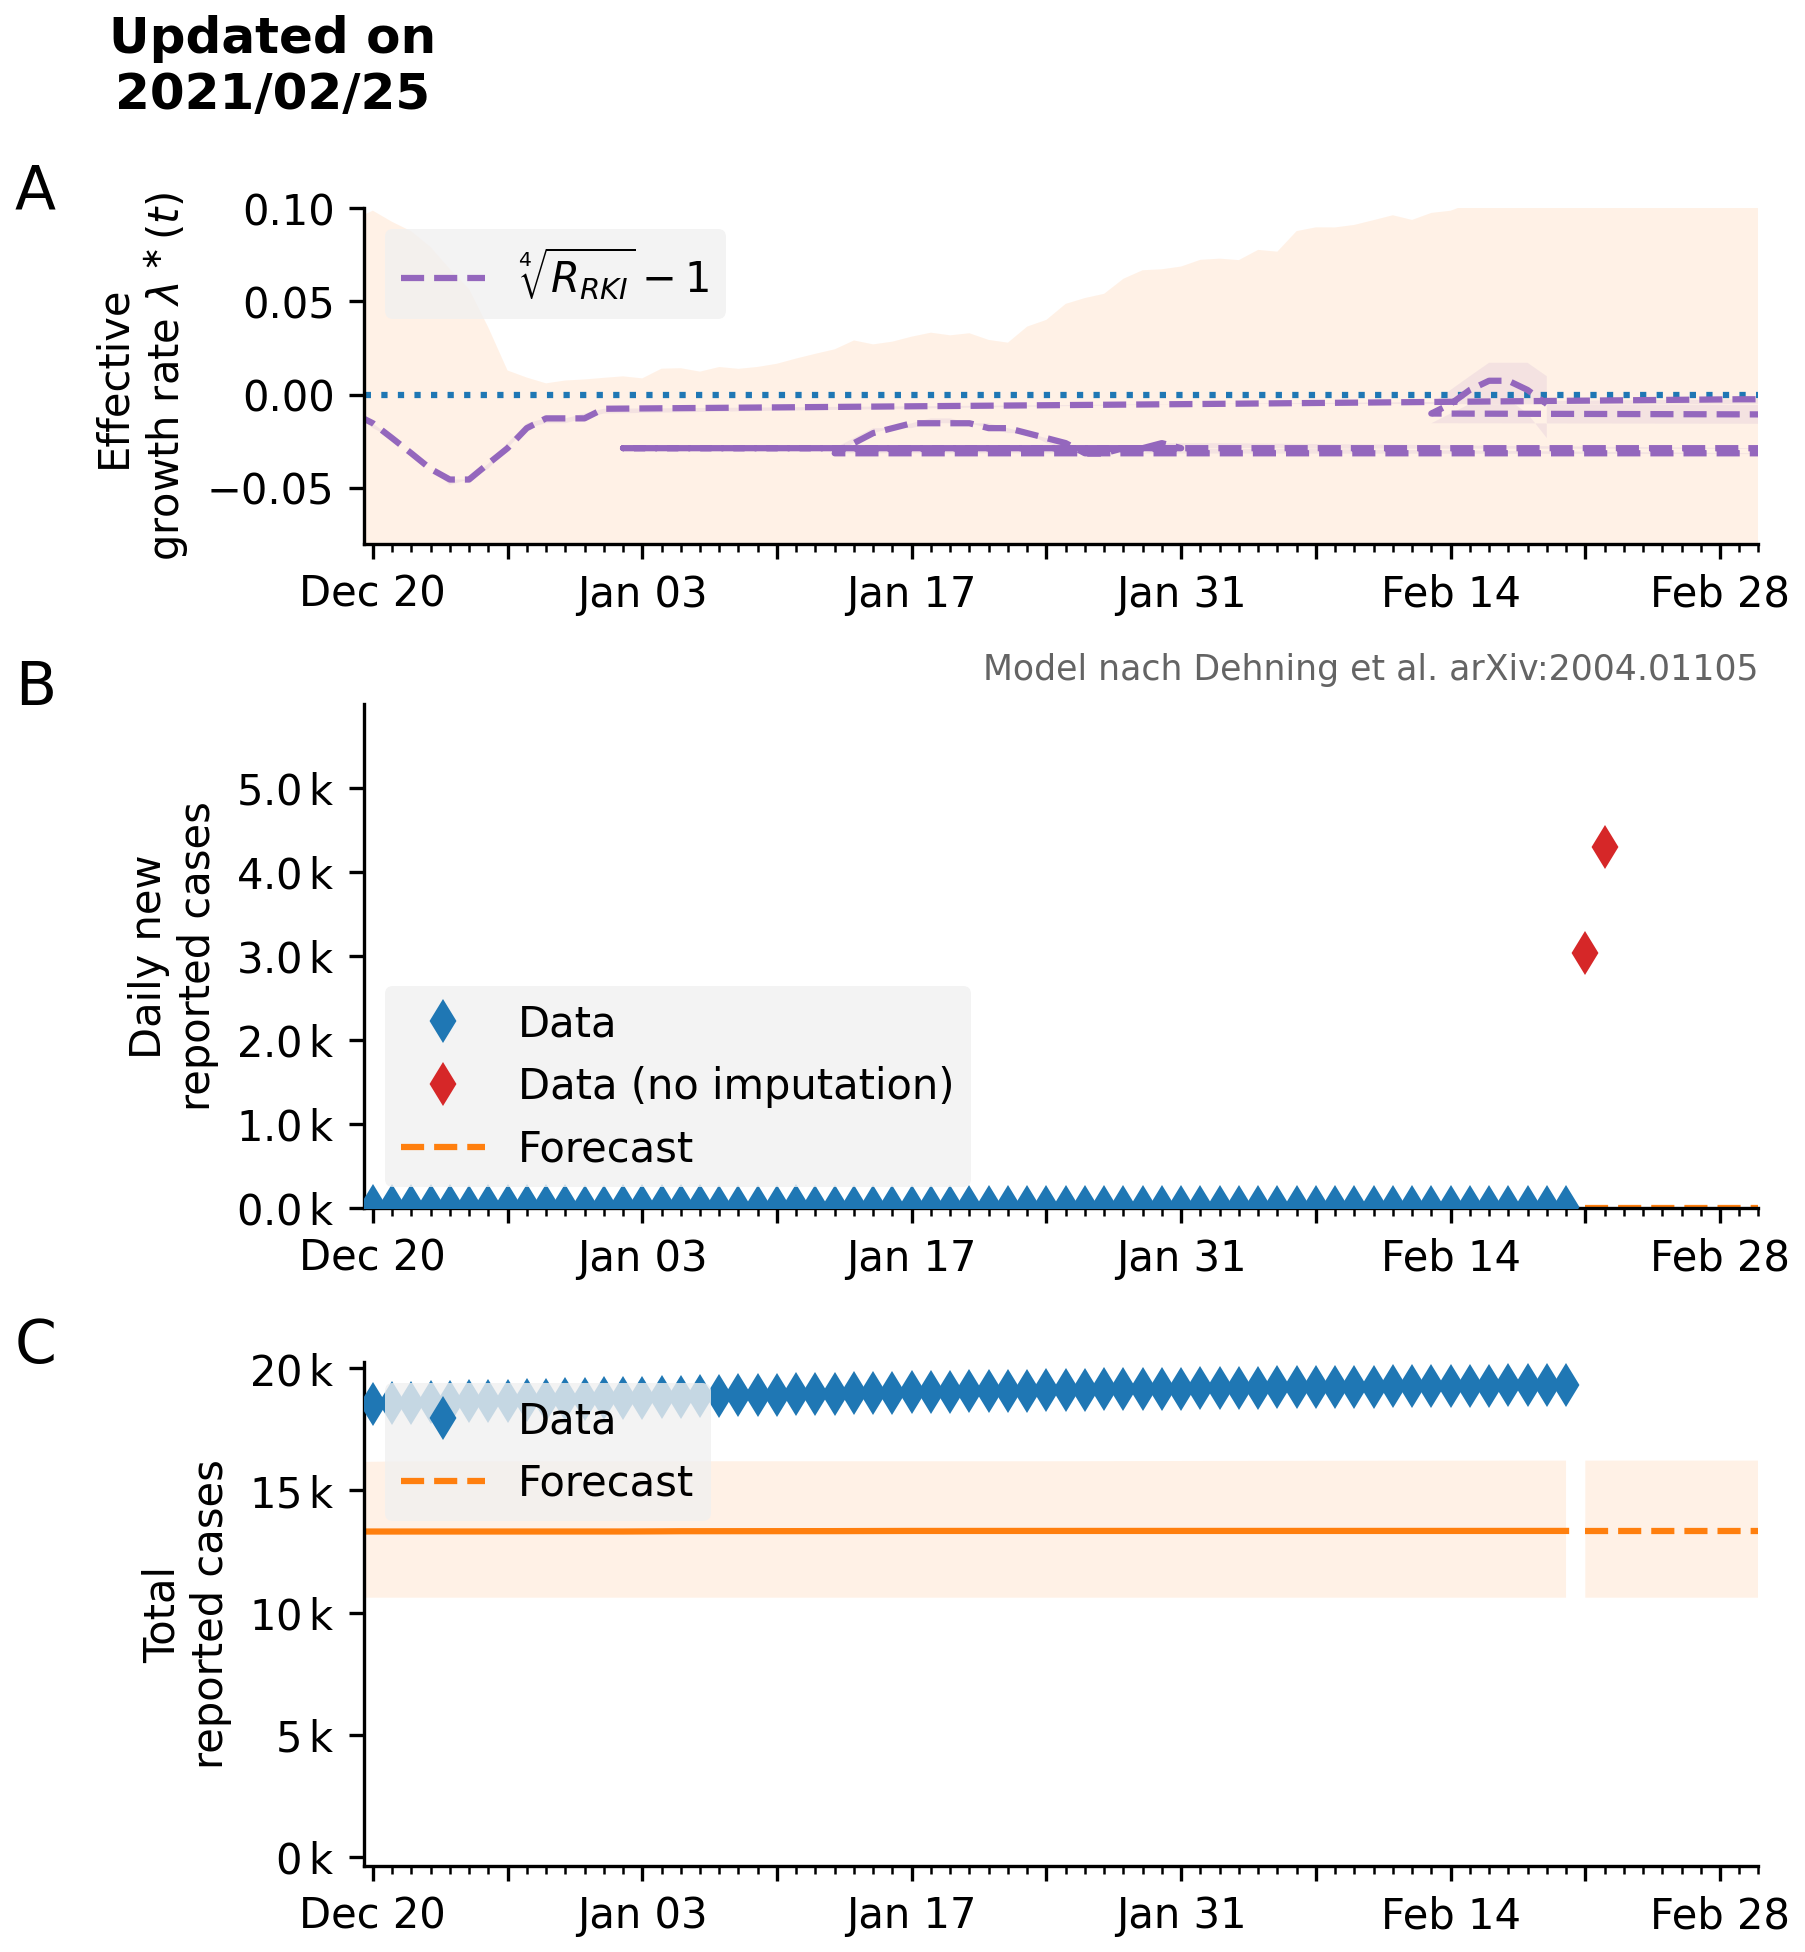 Updated on
2021/02/25
A
Effective
growth rate λ * (t)
0.10
0.05
0.00
−0.05
∜R_RKI − 1
Dec 20 Jan 03 Jan 17 Jan 31 Feb 14 Feb 28
Model nach Dehning et al. arXiv:2004.01105
B
Daily new
reported cases
5.0 k
4.0 k
3.0 k
2.0 k
1.0 k
0.0 k
Data
Data (no imputation)
Forecast
Dec 20 Jan 03 Jan 17 Jan 31 Feb 14 Feb 28
C
Total
reported cases
20 k
15 k
10 k
5 k
0 k
Data
Forecast
Dec 20 Jan 03 Jan 17 Jan 31 Feb 14 Feb 28